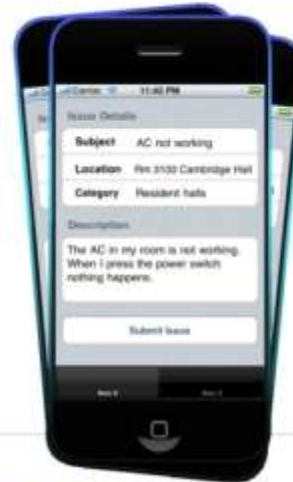 Carrier 11:42 PM
Issue Details
Subject AC not working
Location Rm 3100 Cambridge Hall
Category Resident halls
Description
The AC in my room is not working.
When I press the power switch
nothing happens.
Submit Issue